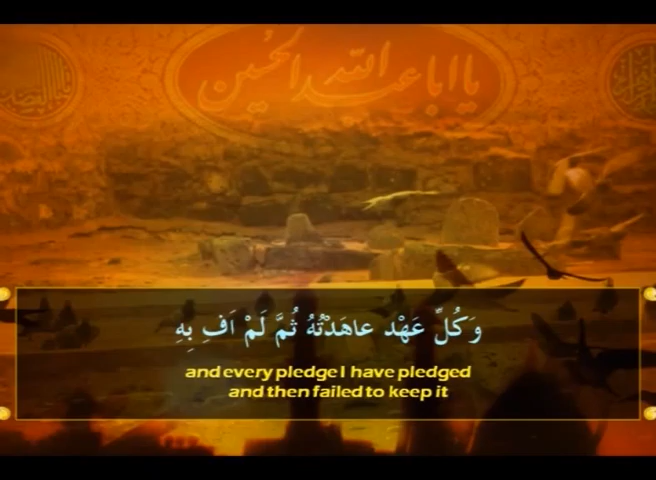 يا ابا عبد الله الحسين
وَكُلِّ عَهْد عاهَدْتُهُ ثُمَّ لَمْ اَفِ بِهِ
and every pledge I have pledged
and then failed to keep it